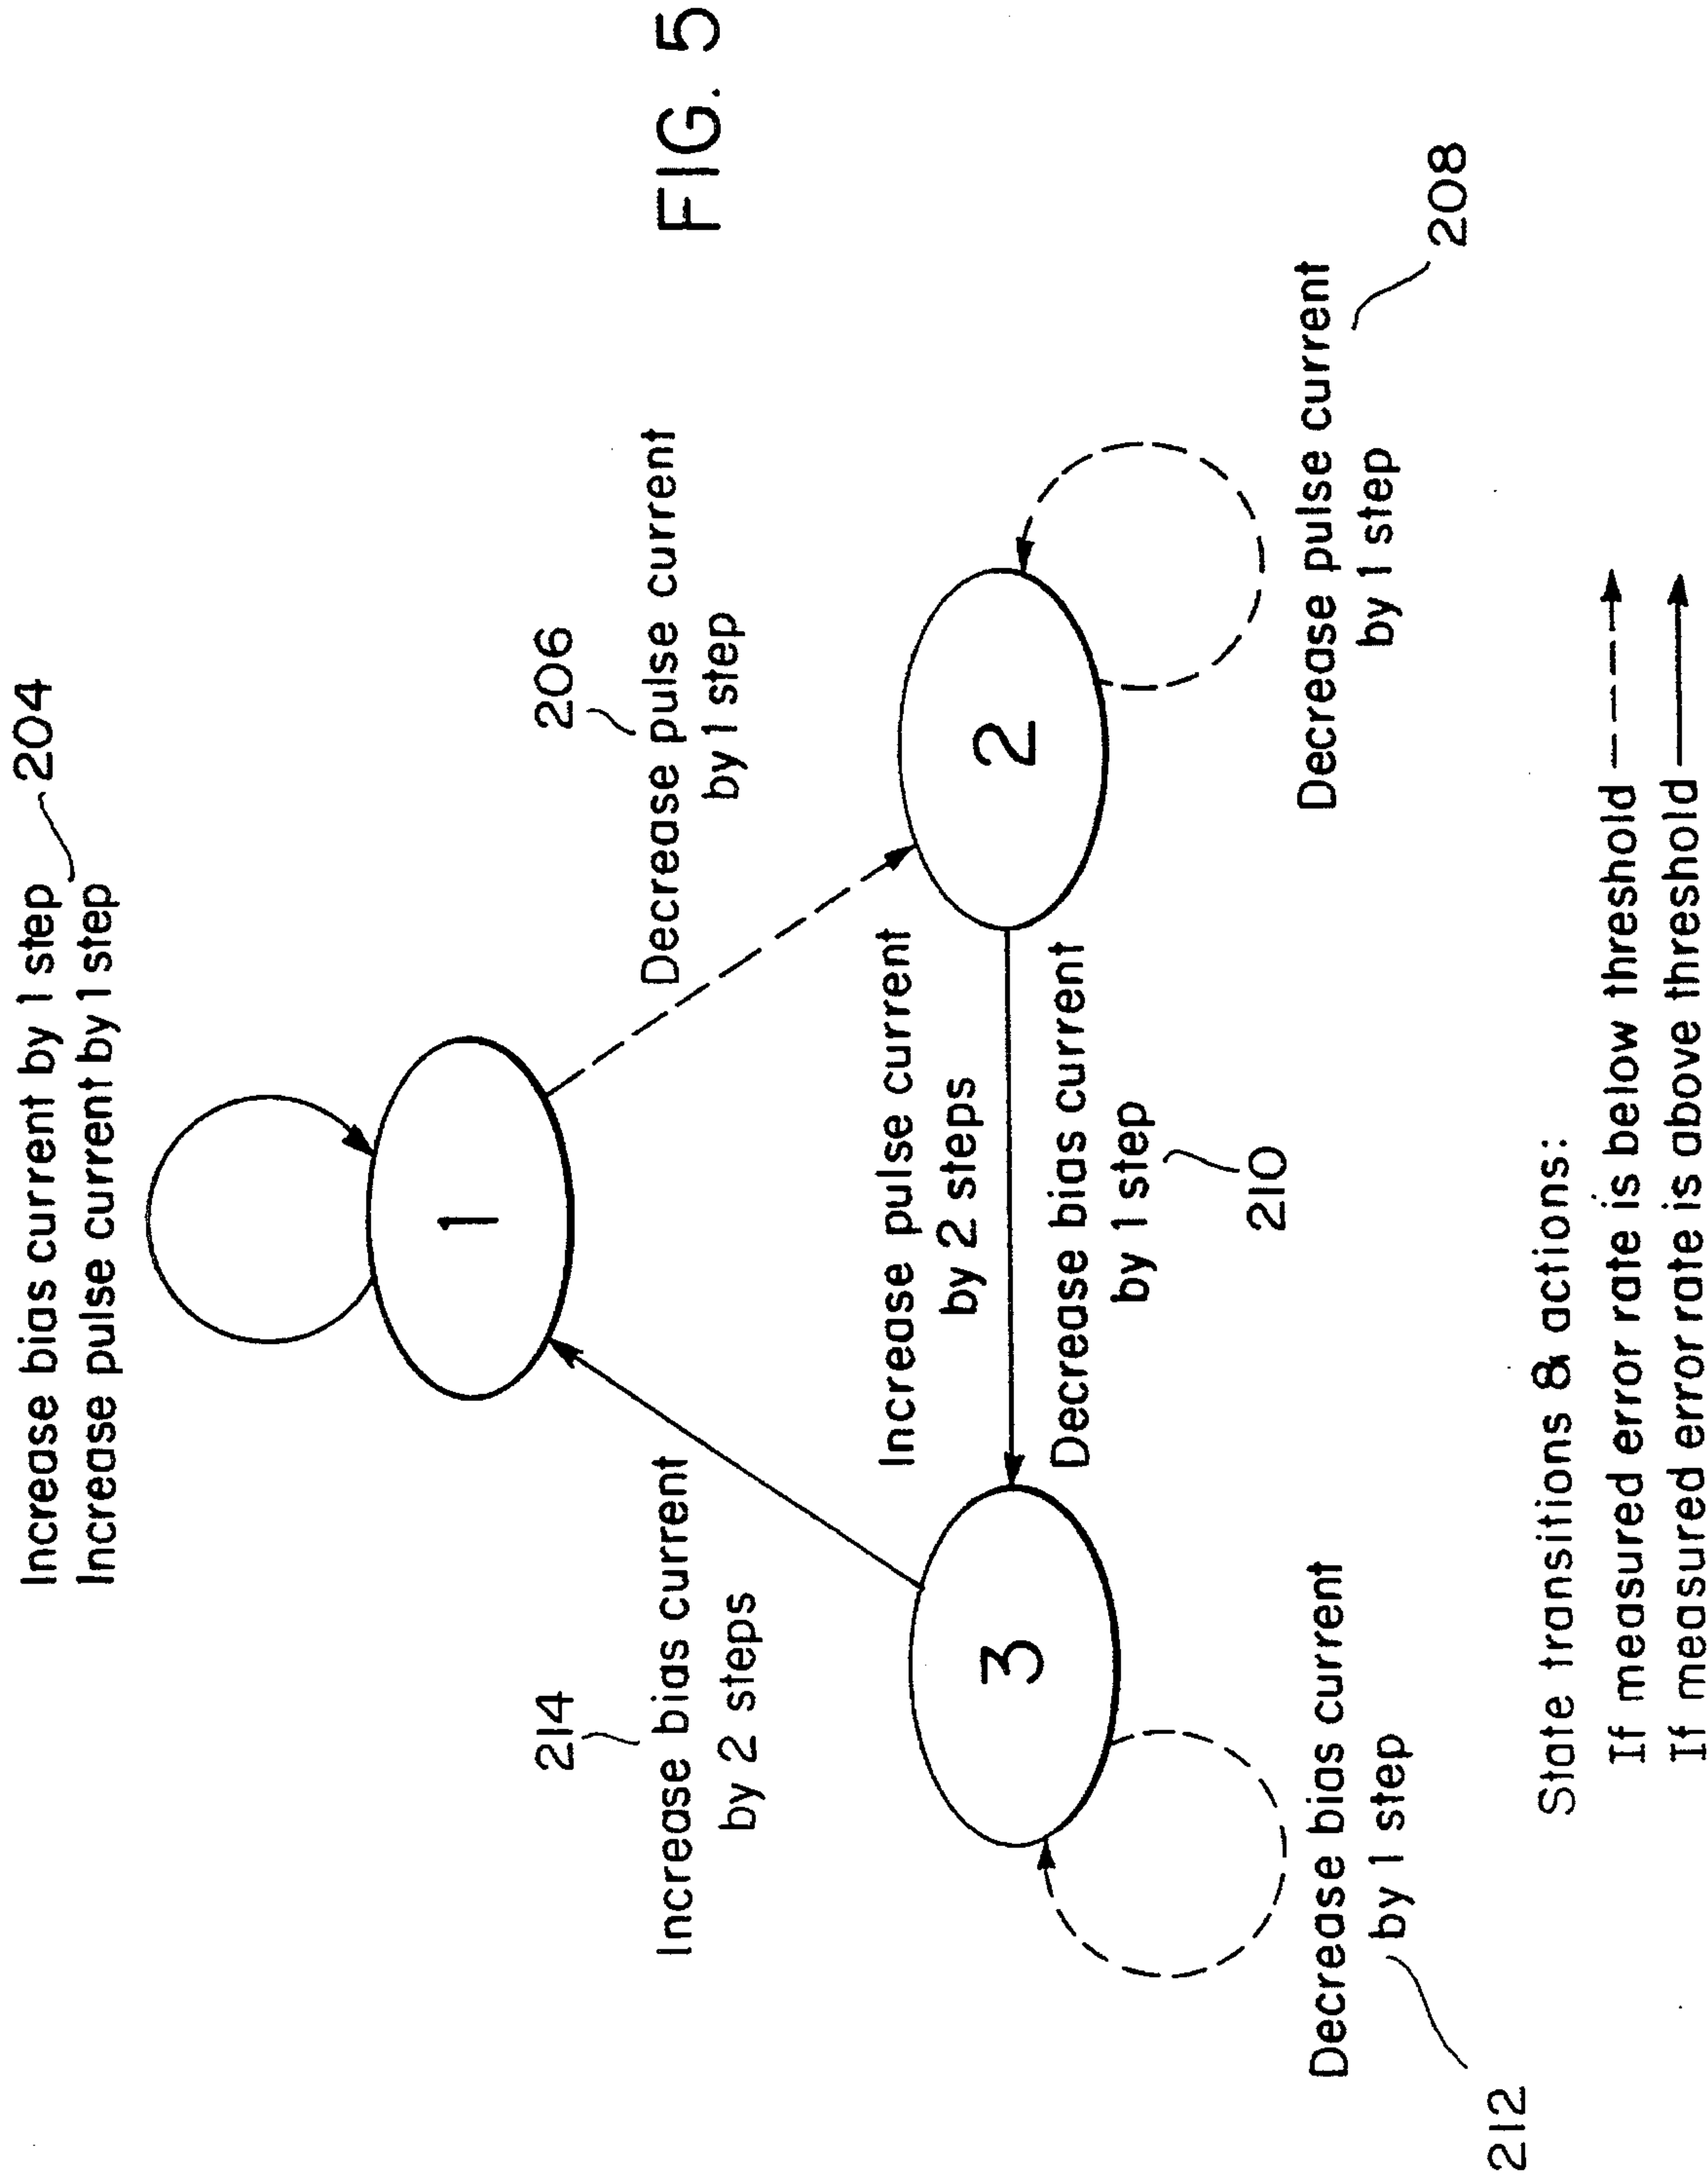 Increase bias current by 1 step
Increase pulse current by 1 step
204
1
214
Increase bias current
by 2 steps
206
Decrease pulse current
by 1 step
FIG. 5
Increase pulse current
by 2 steps
3
2
Decrease bias current
by 1 step
210
Decrease bias current
by 1 step
212
Decrease pulse current
by 1 step
208
State transitions & actions:
If measured error rate is below threshold
If measured error rate is above threshold